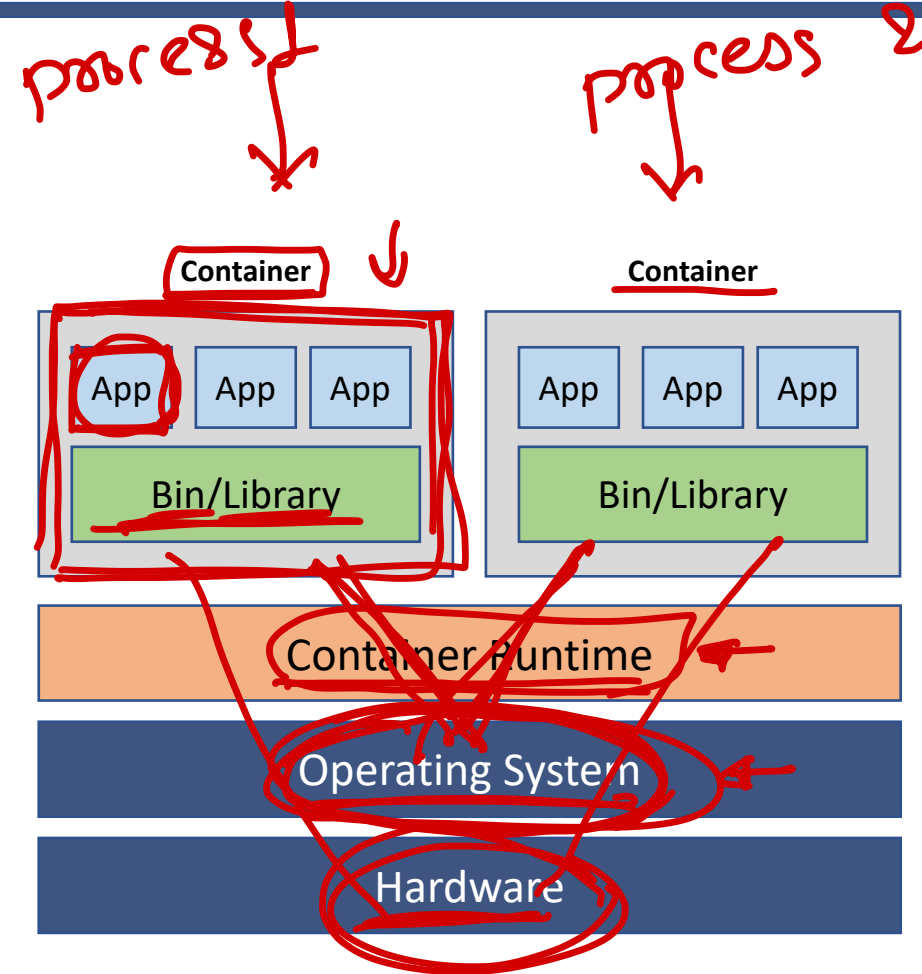 process 1 process 2
Container Container
App App App App App App
Bin/Library Bin/Library
Container Runtime
Operating System
Hardware